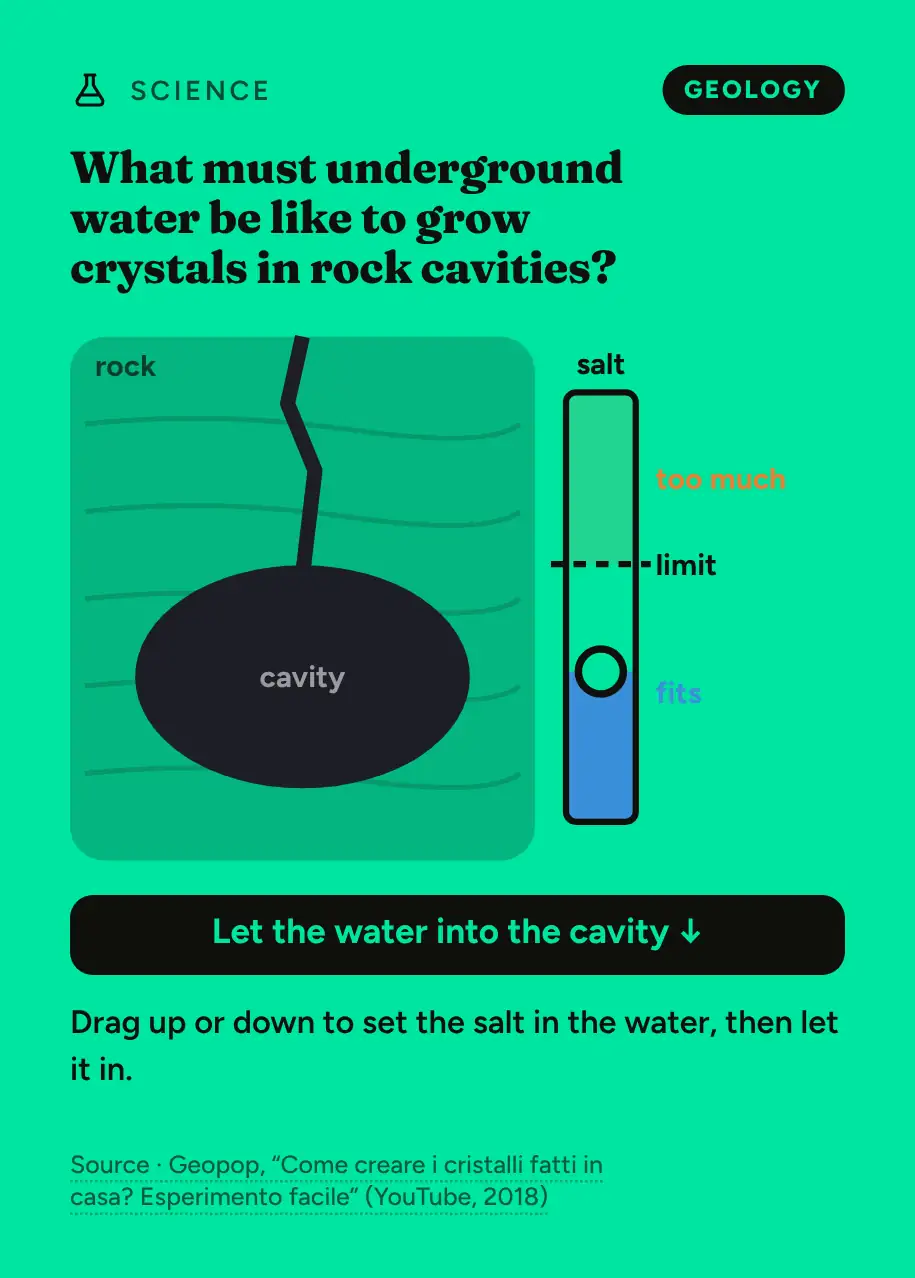 SCIENCE
GEOLOGY
What must underground
water be like to grow
crystals in rock cavities?
rock
salt
too much
limit
cavity
fits
Let the water into the cavity ↓
Drag up or down to set the salt in the water, then let
it in.
Source · Geopop, “Come creare i cristalli fatti in
casa? Esperimento facile” (YouTube, 2018)